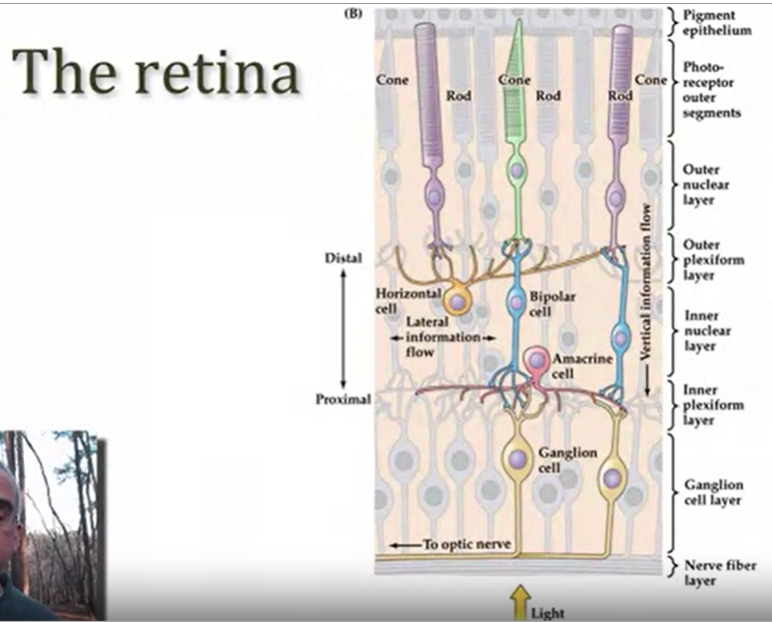 The retina
(B)
Pigment
epithelium
Photo-
receptor
outer
segments
Cone
Rod
Cone
Rod
Rod
Cone
Outer
nuclear
layer
Vertical information flow
Outer
plexiform
layer
Distal
Horizontal
cell
Lateral
information
flow
Bipolar
cell
Inner
nuclear
layer
Amacrine
cell
Proximal
Inner
plexiform
layer
Ganglion
cell
Ganglion
cell layer
To optic nerve
Nerve fiber
layer
Light